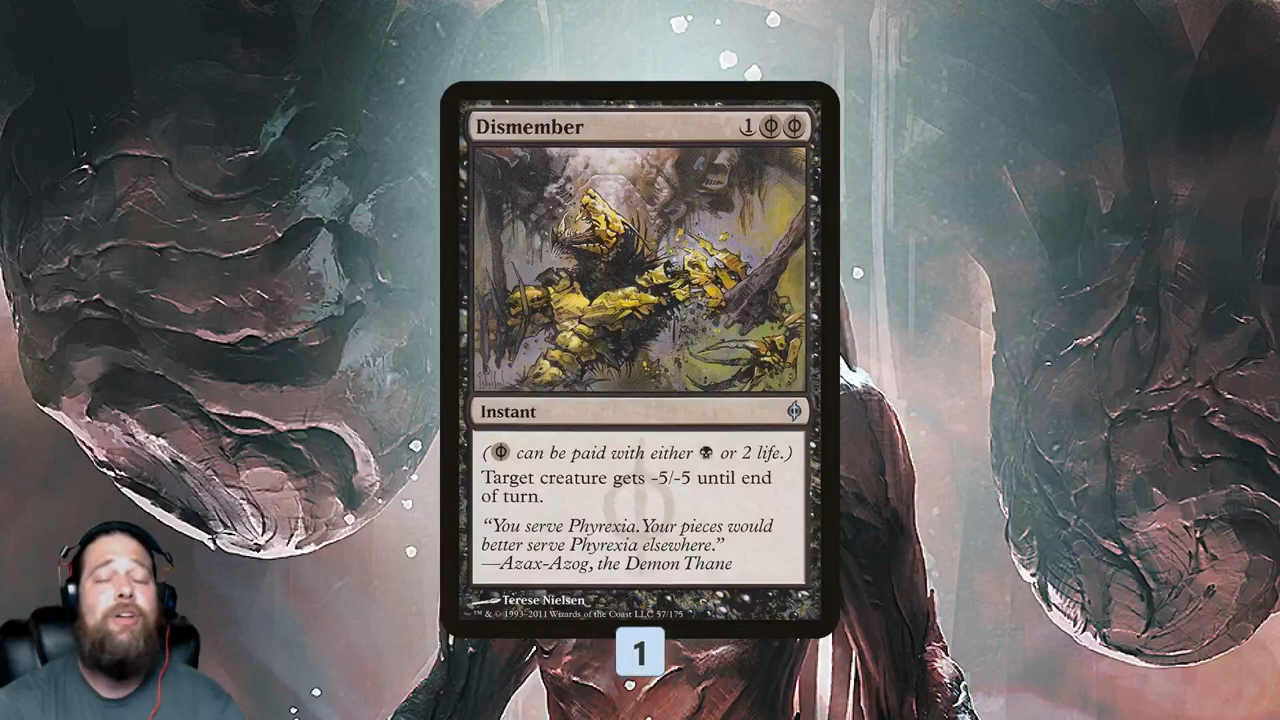 Dismember 1
Instant
( can be paid with either or 2 life.)
Target creature gets -5/-5 until end
of turn.
“You serve Phyrexia.Your pieces would
better serve Phyrexia elsewhere.”
—Azax-Azog, the Demon Thane
Terese Nielsen
™ & © 1993–2011 Wizards of the Coast LLC 57/175
1